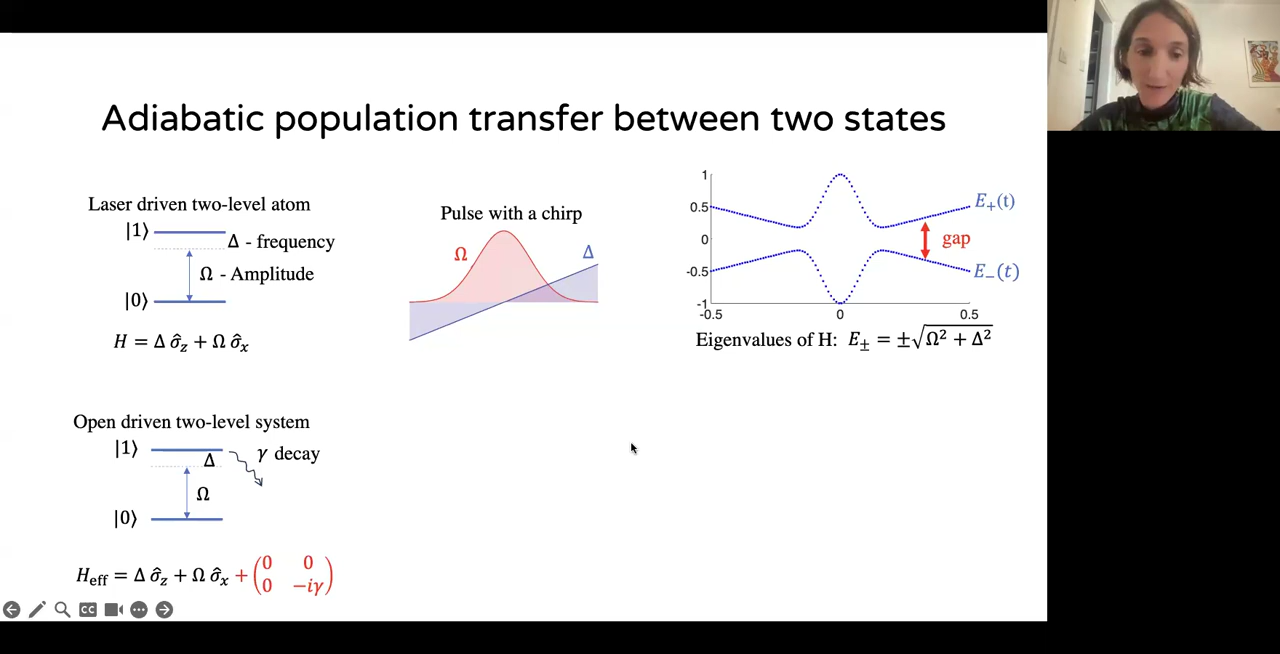 Adiabatic population transfer between two states
Laser driven two-level atom
|1⟩
Δ - frequency
Ω - Amplitude
|0⟩
H = Δ σ̂z + Ω σ̂x
Pulse with a chirp
Ω
Δ
1
0.5
0
-0.5
-1
-0.5
0
0.5
E₊(t)
gap
E₋(t)
Eigenvalues of H: E± = ±√Ω² + Δ²
Open driven two-level system
|1⟩
Δ
γ decay
Ω
|0⟩
Heff = Δ σ̂z + Ω σ̂x + (0 0
0 −iγ)
CC